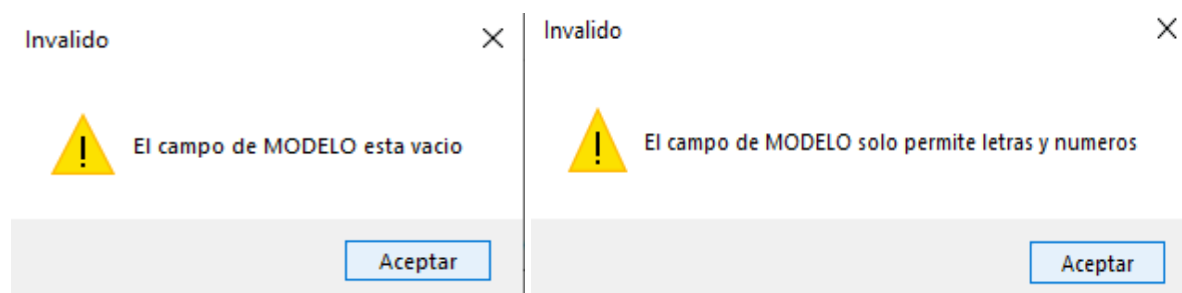 Invalido
El campo de MODELO esta vacio
Aceptar
Invalido
El campo de MODELO solo permite letras y numeros
Aceptar